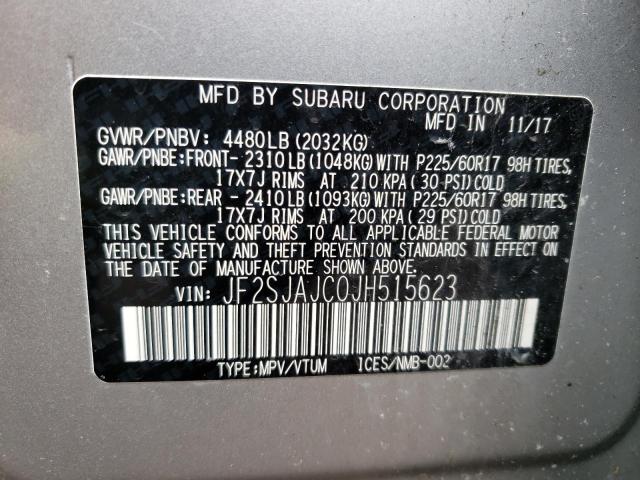 MFD BY SUBARU CORPORATION
MFD IN 11/17
GVWR/PNBV: 4480LB (2032KG)
GAWR/PNBE:FRONT- 2310LB (1048KG) WITH P225/60R17 98H TIRES,
17X7J RIMS AT 210 KPA (30 PSI) COLD
GAWR/PNBE:REAR - 2410LB (1093KG) WITH P225/60R17 98H TIRES,
17X7J RIMS AT 200 KPA (29 PSI) COLD
THIS VEHICLE CONFORMS TO ALL APPLICABLE FEDERAL MOTOR
VEHICLE SAFETY AND THEFT PREVENTION STANDARDS IN EFFECT
ON THE DATE OF MANUFACTURE SHOWN ABOVE.
VIN: JF2SJAJC0JH515623
TYPE:MPV/VTUM ICES/NMB-002